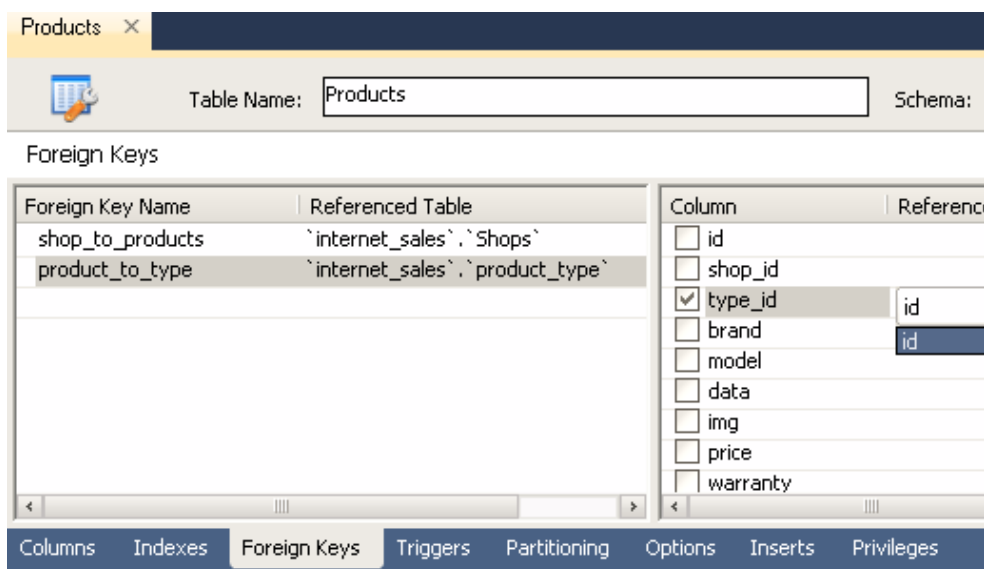 Products ×
Table Name: Products Schema:
Foreign Keys
Foreign Key Name Referenced Table Column Referenc
shop_to_products `internet_sales`.`Shops` id
product_to_type `internet_sales`.`product_type` shop_id
type_id id
brand id
model
data
img
price
warranty
Columns Indexes Foreign Keys Triggers Partitioning Options Inserts Privileges